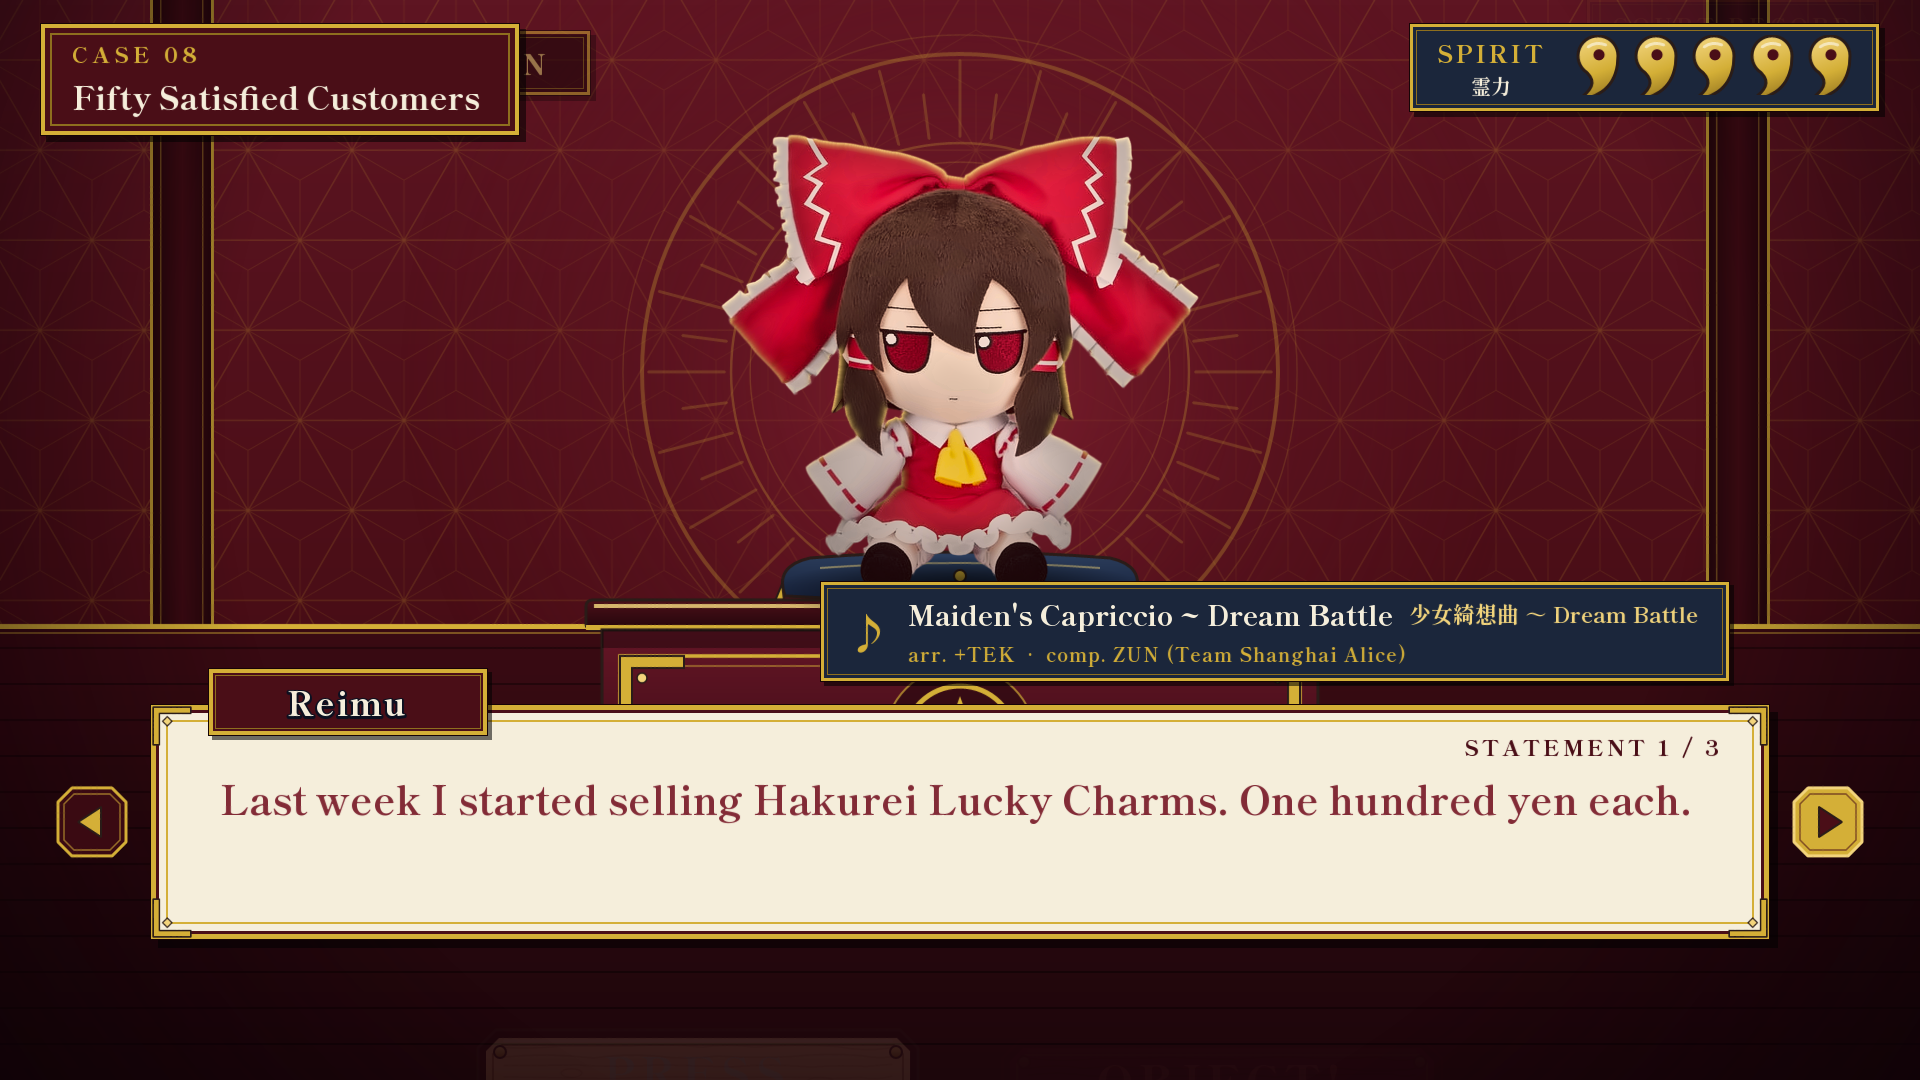 CASE 08
Fifty Satisfied Customers
N
SPIRIT
霊力
Maiden's Capriccio ~ Dream Battle 少女綺想曲 ～ Dream Battle
arr. +TEK · comp. ZUN (Team Shanghai Alice)
Reimu
STATEMENT 1 / 3
Last week I started selling Hakurei Lucky Charms. One hundred yen each.